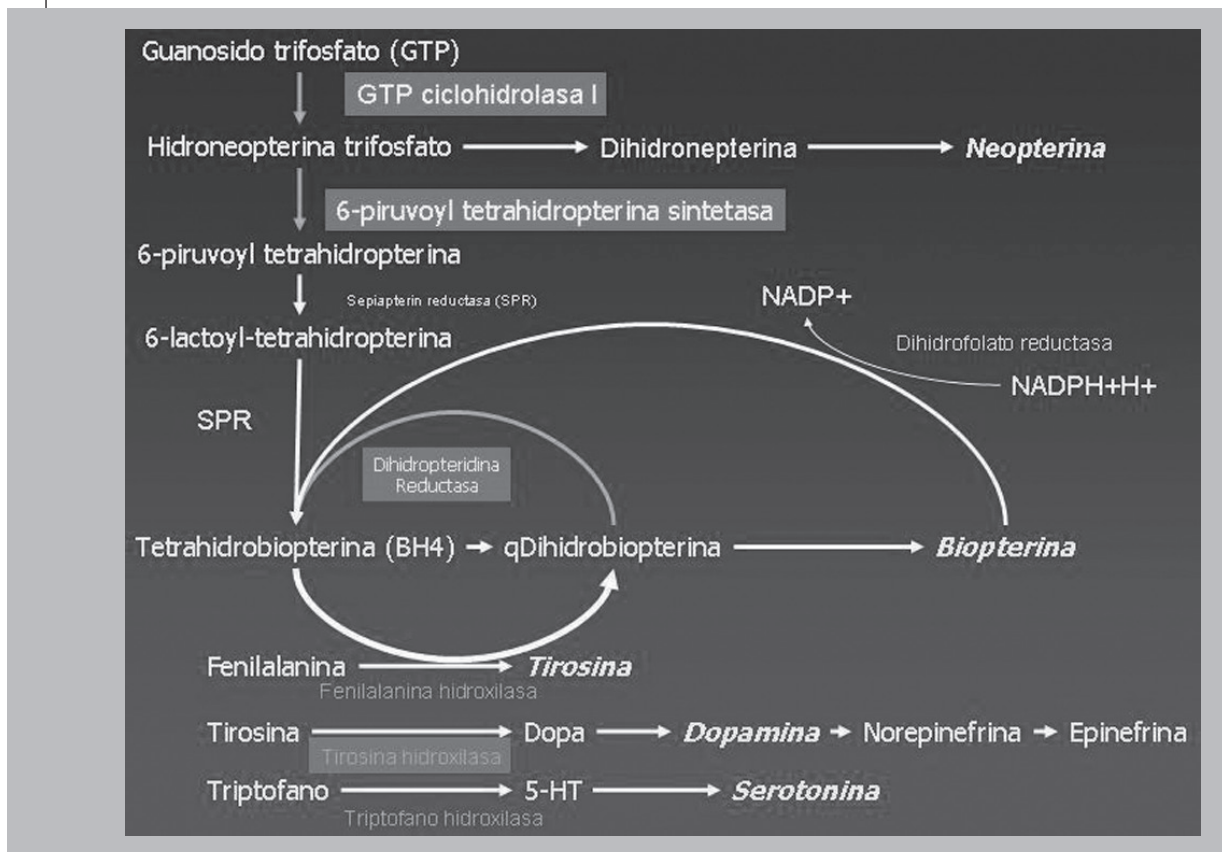 Guanosido trifosfato (GTP)
GTP ciclohidrolasa I
Hidroneopterina trifosfato
Dihidronepterina
Neopterina
6-piruvoyl tetrahidropterina sintetasa
6-piruvoyl tetrahidropterina
Sepiapterin reductasa (SPR)
NADP+
6-lactoyl-tetrahidropterina
Dihidrofolato reductasa
NADPH+H+
SPR
Dihidropteridina
Reductasa
Tetrahidrobiopterina (BH4)
qDihidrobiopterina
Biopterina
Fenilalanina
Tirosina
Fenilalanina hidroxilasa
Tirosina
Dopa
Dopamina
Norepinefrina
Epinefrina
Tirosina hidroxilasa
Triptofano
5-HT
Serotonina
Triptofano hidroxilasa